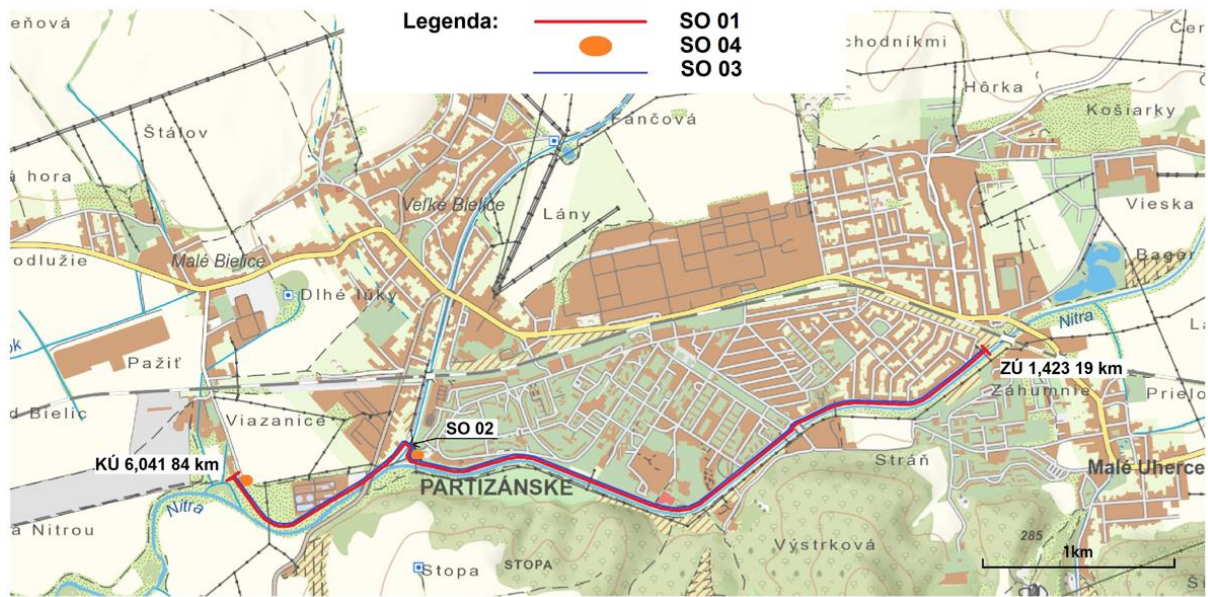 Legenda:
SO 01
SO 04
SO 03
eňová
chodníkmi
Čer
Hôrka
Košiarky
Fančová
Štálov
á hora
Veľké Bielice
Lány
Vieska
odlužie
Malé Bielice
Bager
Dlhé lúky
Nitra
ok
Pažiť
ZÚ 1,423 19 km
Záhumnie
Prielo
d Bielic
Viazanice
SO 02
KÚ 6,041 84 km
Stráň
Malé Uherce
PARTIZÁNSKE
Nitra
á Nitrou
Výstrková
285
1km
Stopa
STOPA